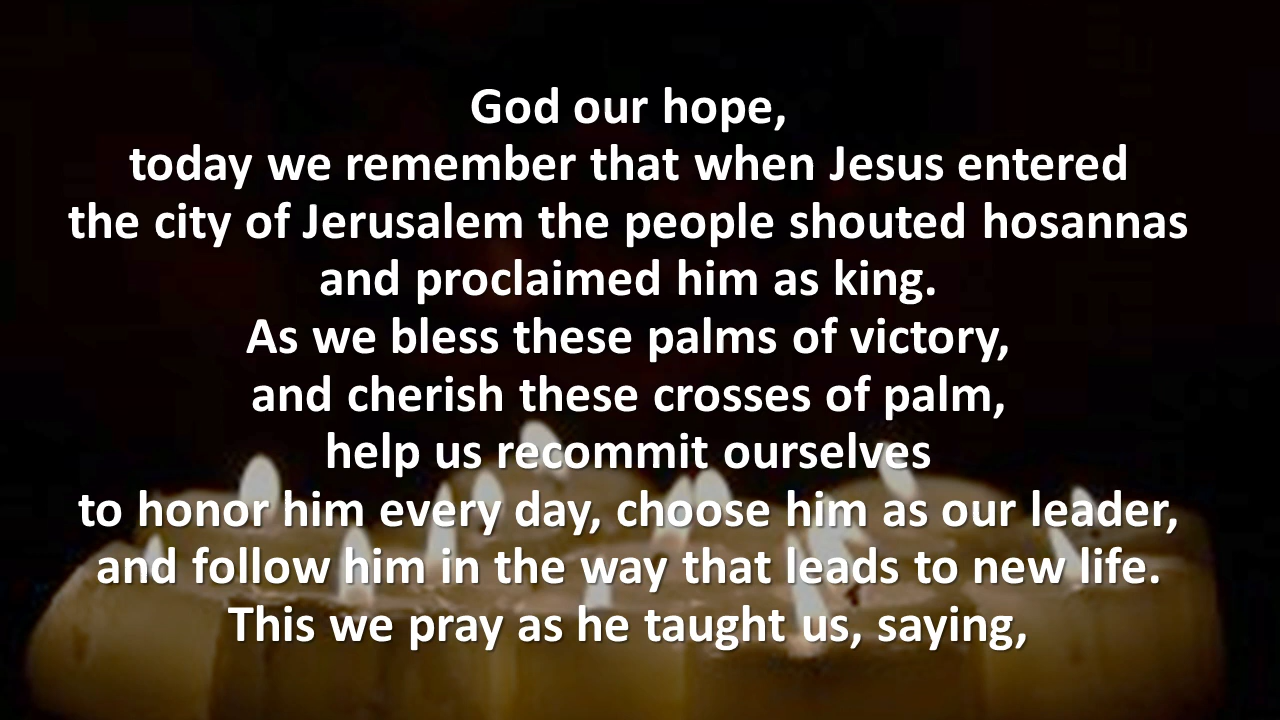 God our hope,
today we remember that when Jesus entered
the city of Jerusalem the people shouted hosannas
and proclaimed him as king.
As we bless these palms of victory,
and cherish these crosses of palm,
help us recommit ourselves
to honor him every day, choose him as our leader,
and follow him in the way that leads to new life.
This we pray as he taught us, saying,